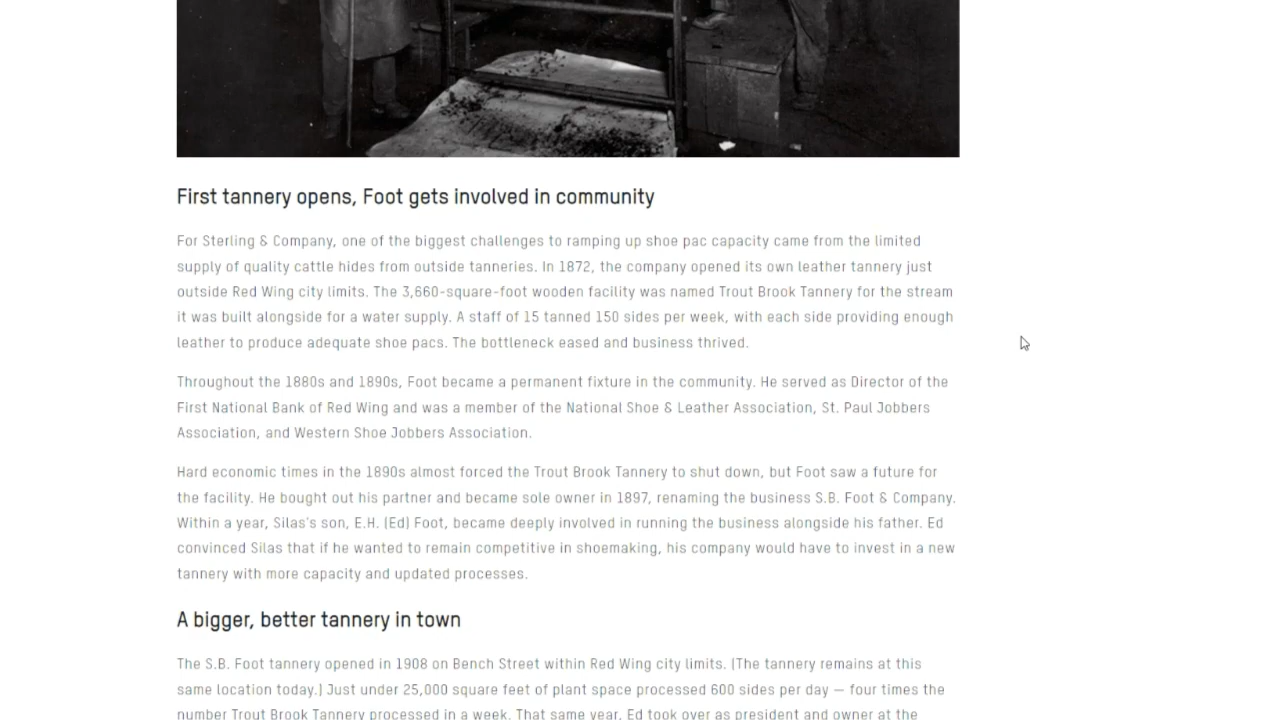 First tannery opens, Foot gets involved in community
For Sterling & Company, one of the biggest challenges to ramping up shoe pac capacity came from the limited
supply of quality cattle hides from outside tanneries. In 1872, the company opened its own leather tannery just
outside Red Wing city limits. The 3,660-square-foot wooden facility was named Trout Brook Tannery for the stream
it was built alongside for a water supply. A staff of 15 tanned 150 sides per week, with each side providing enough
leather to produce adequate shoe pacs. The bottleneck eased and business thrived.
Throughout the 1880s and 1890s, Foot became a permanent fixture in the community. He served as Director of the
First National Bank of Red Wing and was a member of the National Shoe & Leather Association, St. Paul Jobbers
Association, and Western Shoe Jobbers Association.
Hard economic times in the 1890s almost forced the Trout Brook Tannery to shut down, but Foot saw a future for
the facility. He bought out his partner and became sole owner in 1897, renaming the business S.B. Foot & Company.
Within a year, Silas's son, E.H. (Ed) Foot, became deeply involved in running the business alongside his father. Ed
convinced Silas that if he wanted to remain competitive in shoemaking, his company would have to invest in a new
tannery with more capacity and updated processes.
A bigger, better tannery in town
The S.B. Foot tannery opened in 1908 on Bench Street within Red Wing city limits. (The tannery remains at this
same location today.) Just under 25,000 square feet of plant space processed 600 sides per day — four times the
number Trout Brook Tannery processed in a week. That same year, Ed took over as president and owner at the